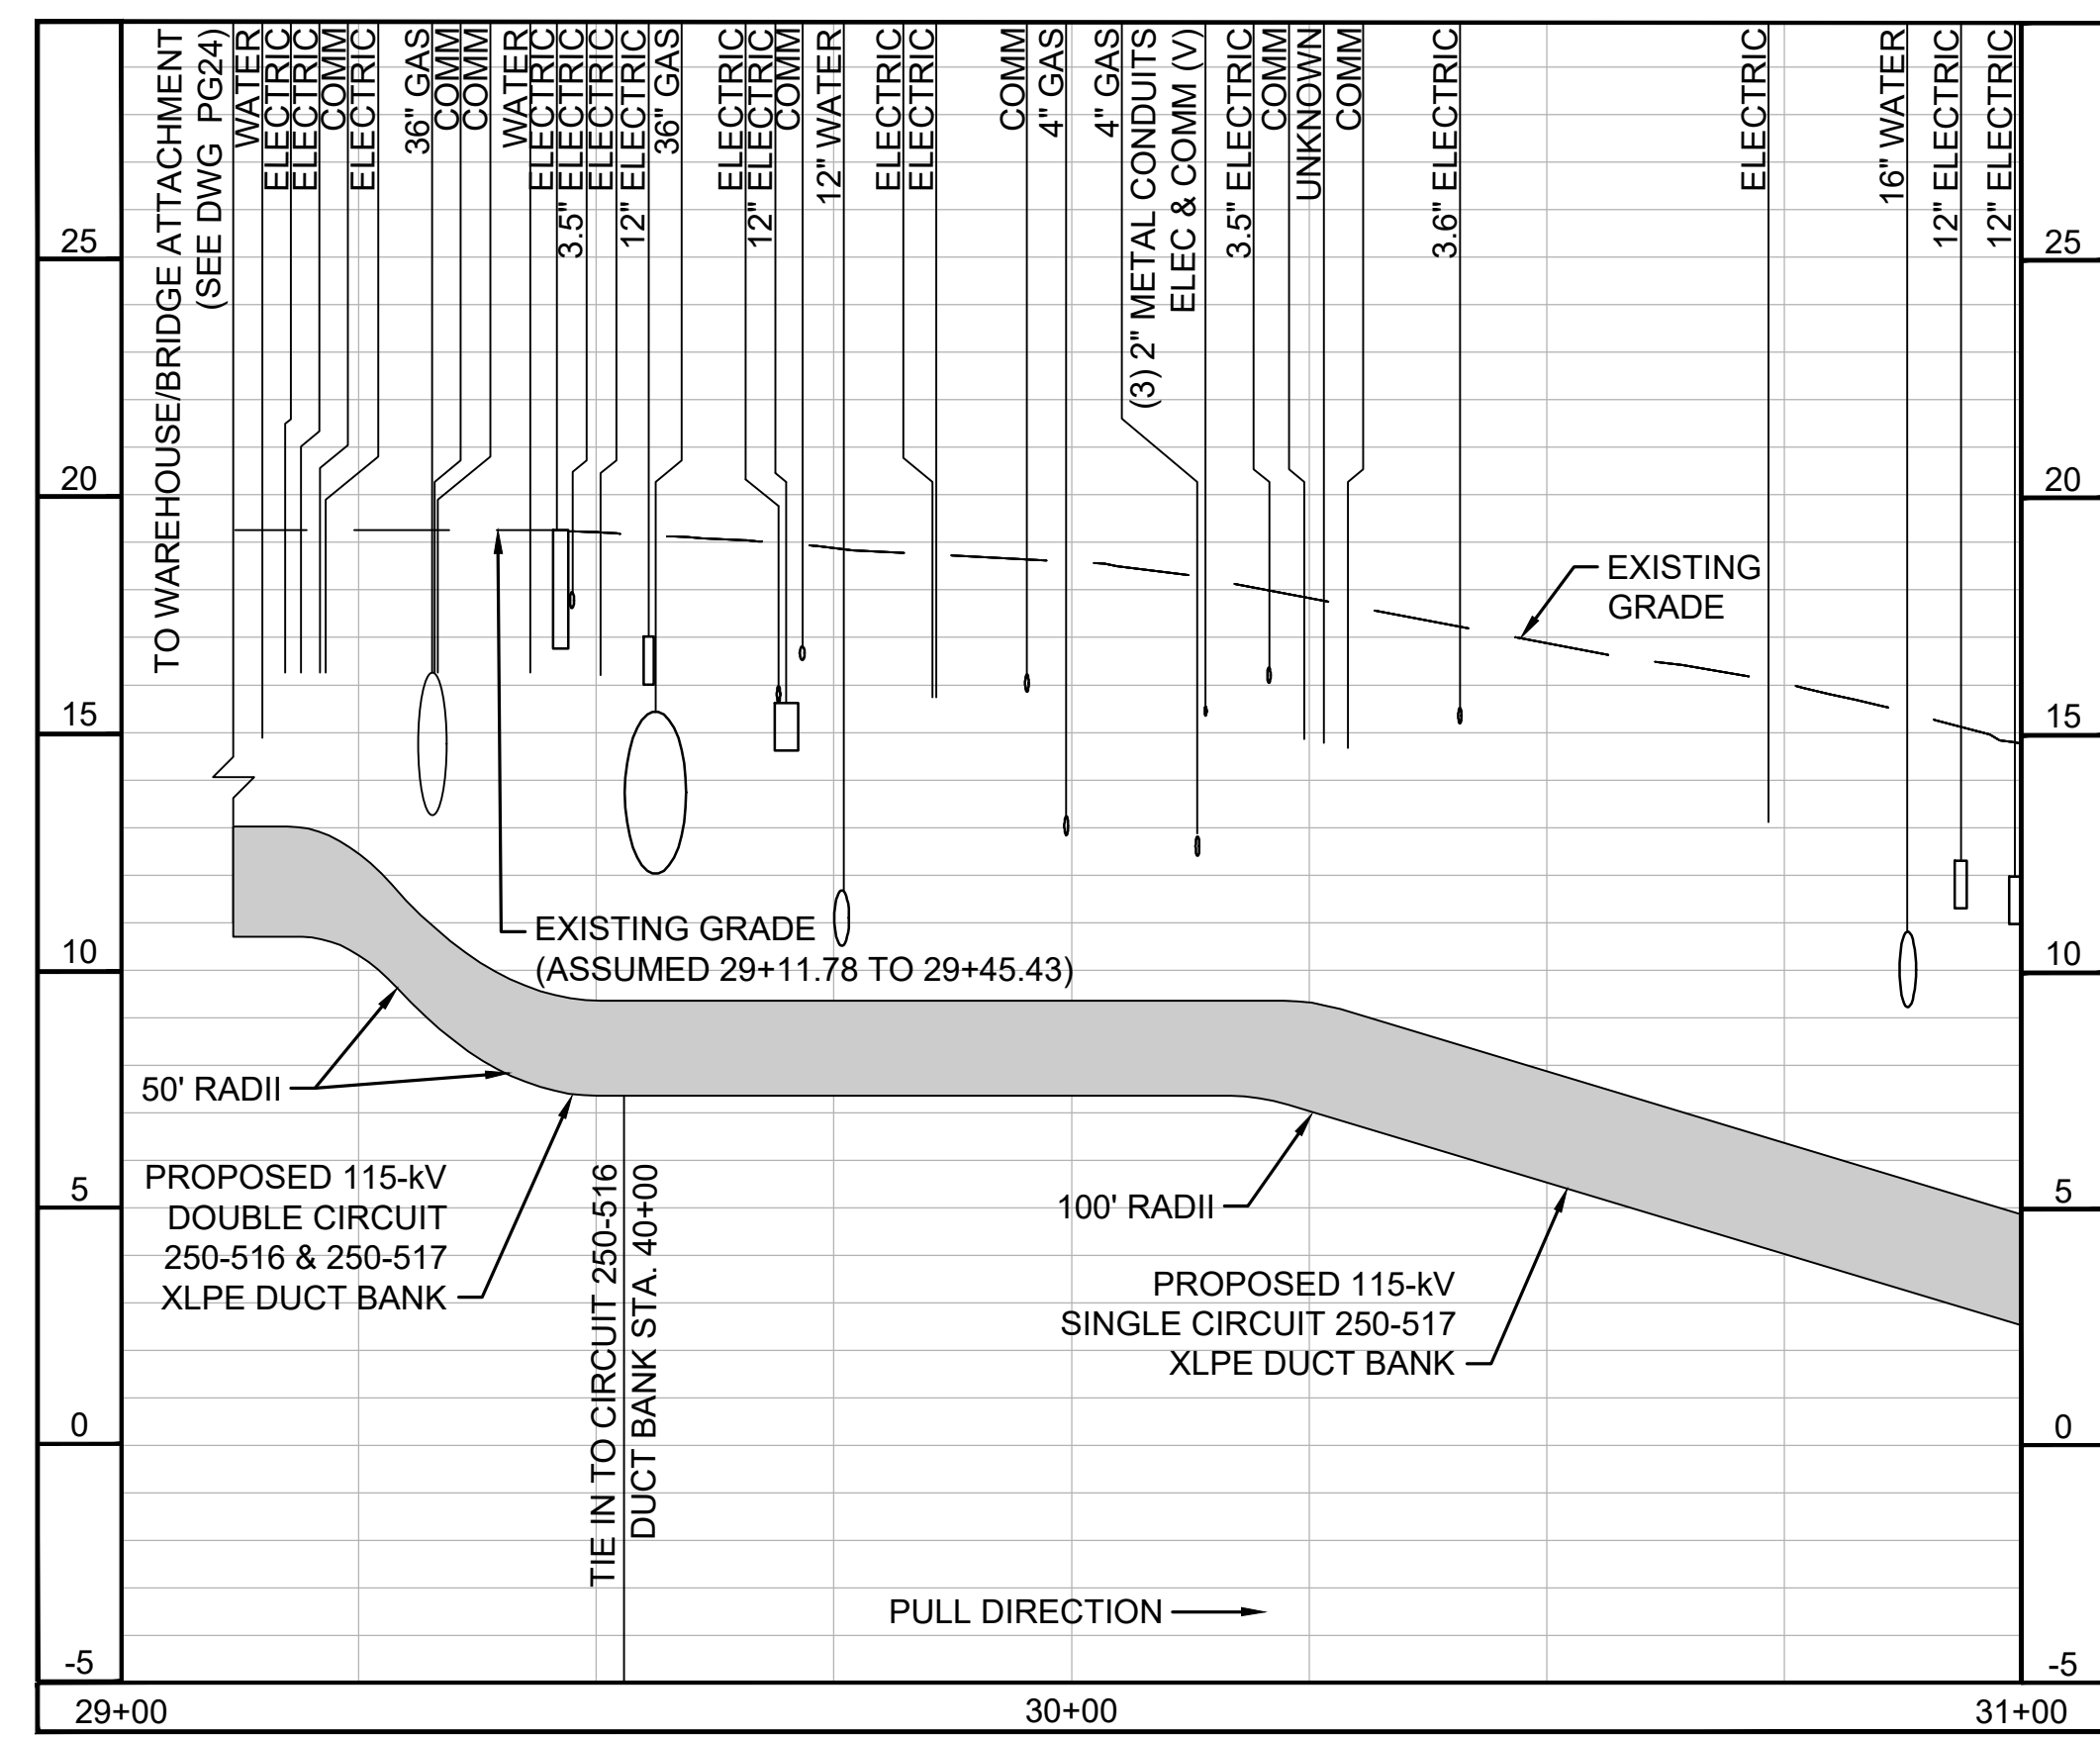 TO WAREHOUSE/BRIDGE ATTACHMENT
(SEE DWG PG24)
WATER
ELECTRIC
ELECTRIC
COMM
ELECTRIC
36" GAS
COMM
COMM
WATER
ELECTRIC
3.5" ELECTRIC
ELECTRIC
12" ELECTRIC
36" GAS
ELECTRIC
12" ELECTRIC
COMM
12" WATER
ELECTRIC
ELECTRIC
COMM
4" GAS
4" GAS
(3) 2" METAL CONDUITS
ELEC & COMM (V)
3.5" ELECTRIC
COMM
UNKNOWN
COMM
3.6" ELECTRIC
ELECTRIC
16" WATER
12" ELECTRIC
12" ELECTRIC
25
25
20
20
EXISTING
GRADE
15
15
EXISTING GRADE
(ASSUMED 29+11.78 TO 29+45.43)
10
10
50' RADII
PROPOSED 115-kV
DOUBLE CIRCUIT
250-516 & 250-517
XLPE DUCT BANK
TIE IN TO CIRCUIT 250-516
DUCT BANK STA. 40+00
100' RADII
5
5
PROPOSED 115-kV
SINGLE CIRCUIT 250-517
XLPE DUCT BANK
0
0
PULL DIRECTION
-5
-5
29+00
30+00
31+00